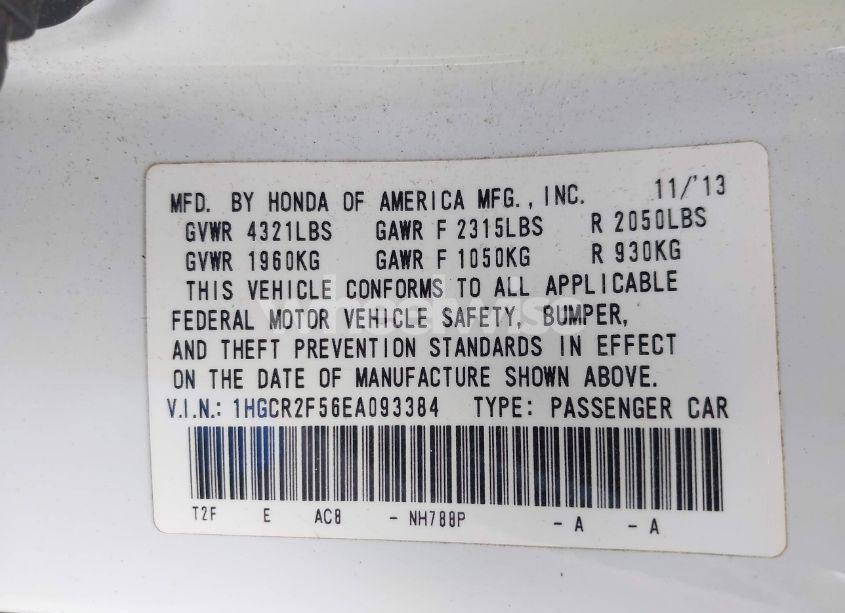 MFD. BY HONDA OF AMERICA MFG., INC. 11/'13
GVWR 4321LBS GAWR F 2315LBS R 2050LBS
GVWR 1960KG GAWR F 1050KG R 930KG
THIS VEHICLE CONFORMS TO ALL APPLICABLE
FEDERAL MOTOR VEHICLE SAFETY, BUMPER,
AND THEFT PREVENTION STANDARDS IN EFFECT
ON THE DATE OF MANUFACTURE SHOWN ABOVE.
V.I.N.: 1HGCR2F56EA093384 TYPE: PASSENGER CAR
T2F E AC8 - NH788P - A - A